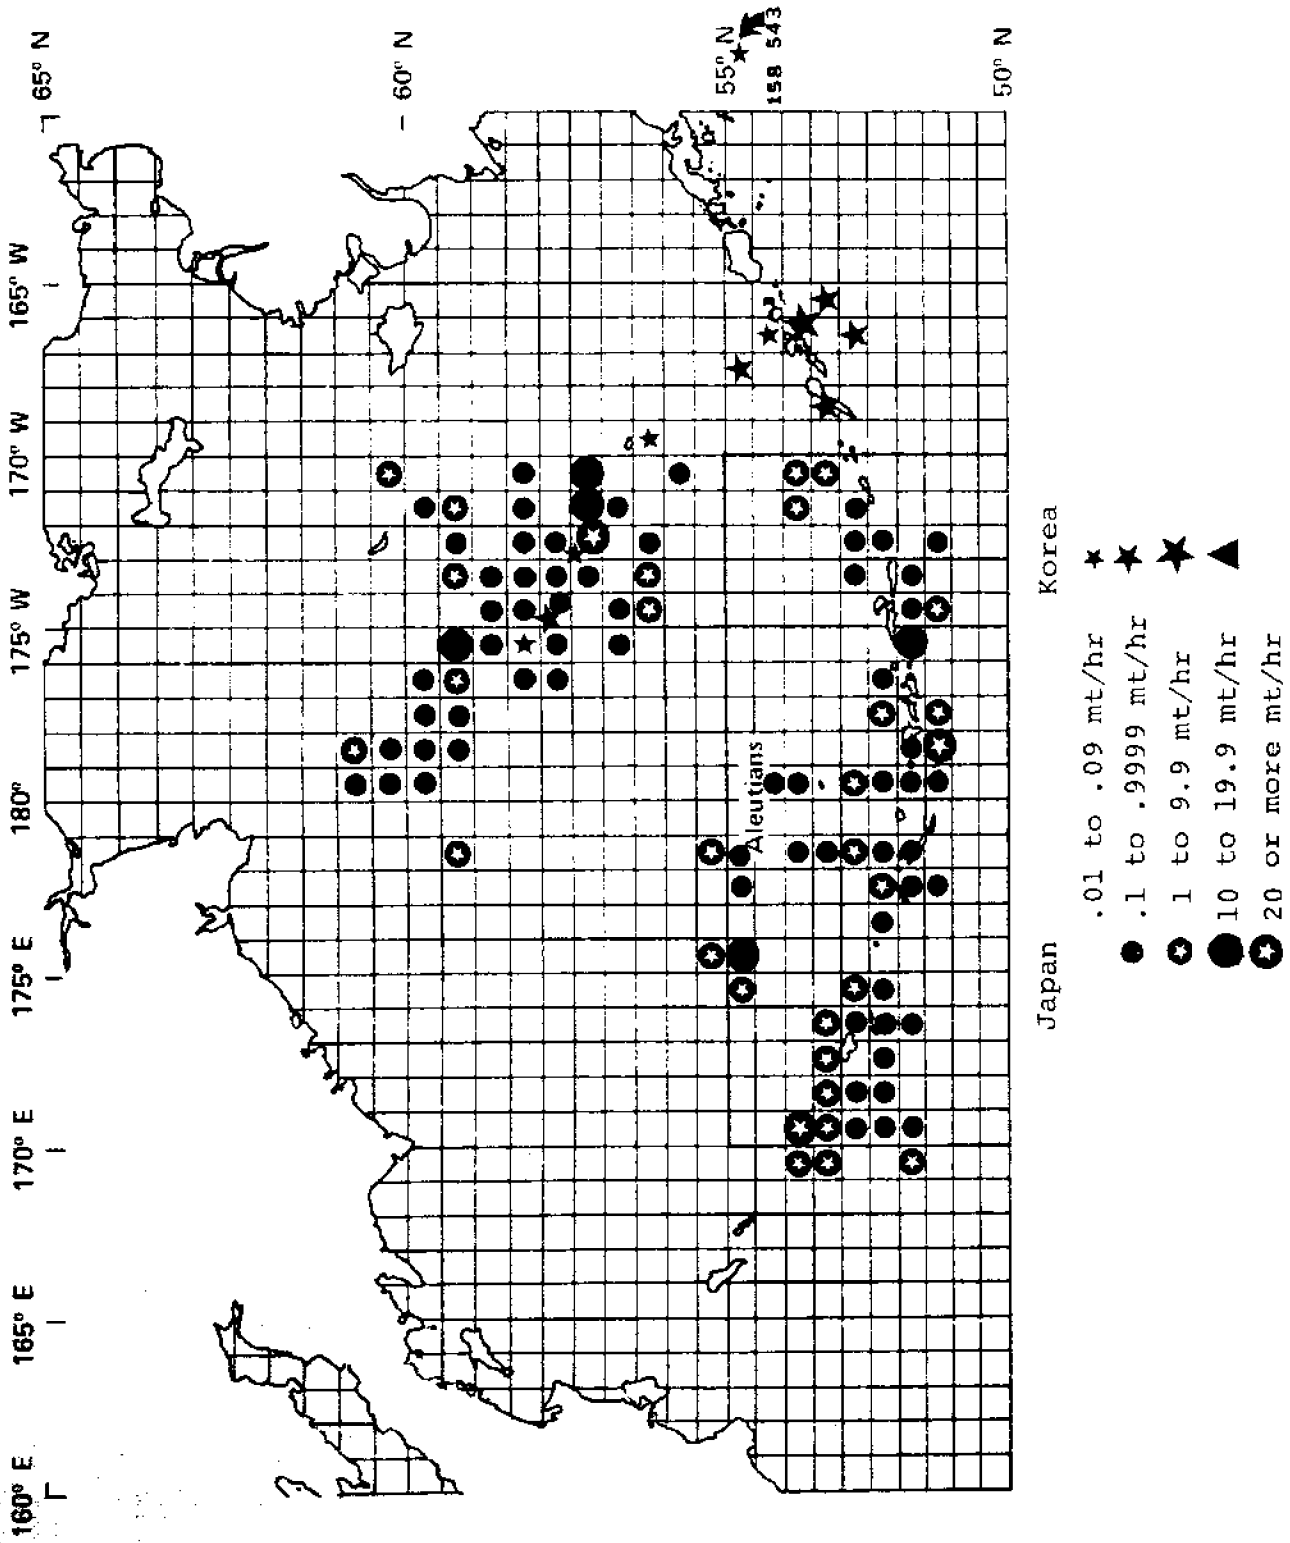 160° E
165° E
170° E
175° E
180°
175° W
170° W
165° W
65° N
60° N
55° N
50° N
158 543
Aleutians
Japan
Korea
.01 to .09 mt/hr
.1 to .9999 mt/hr
1 to 9.9 mt/hr
10 to 19.9 mt/hr
20 or more mt/hr